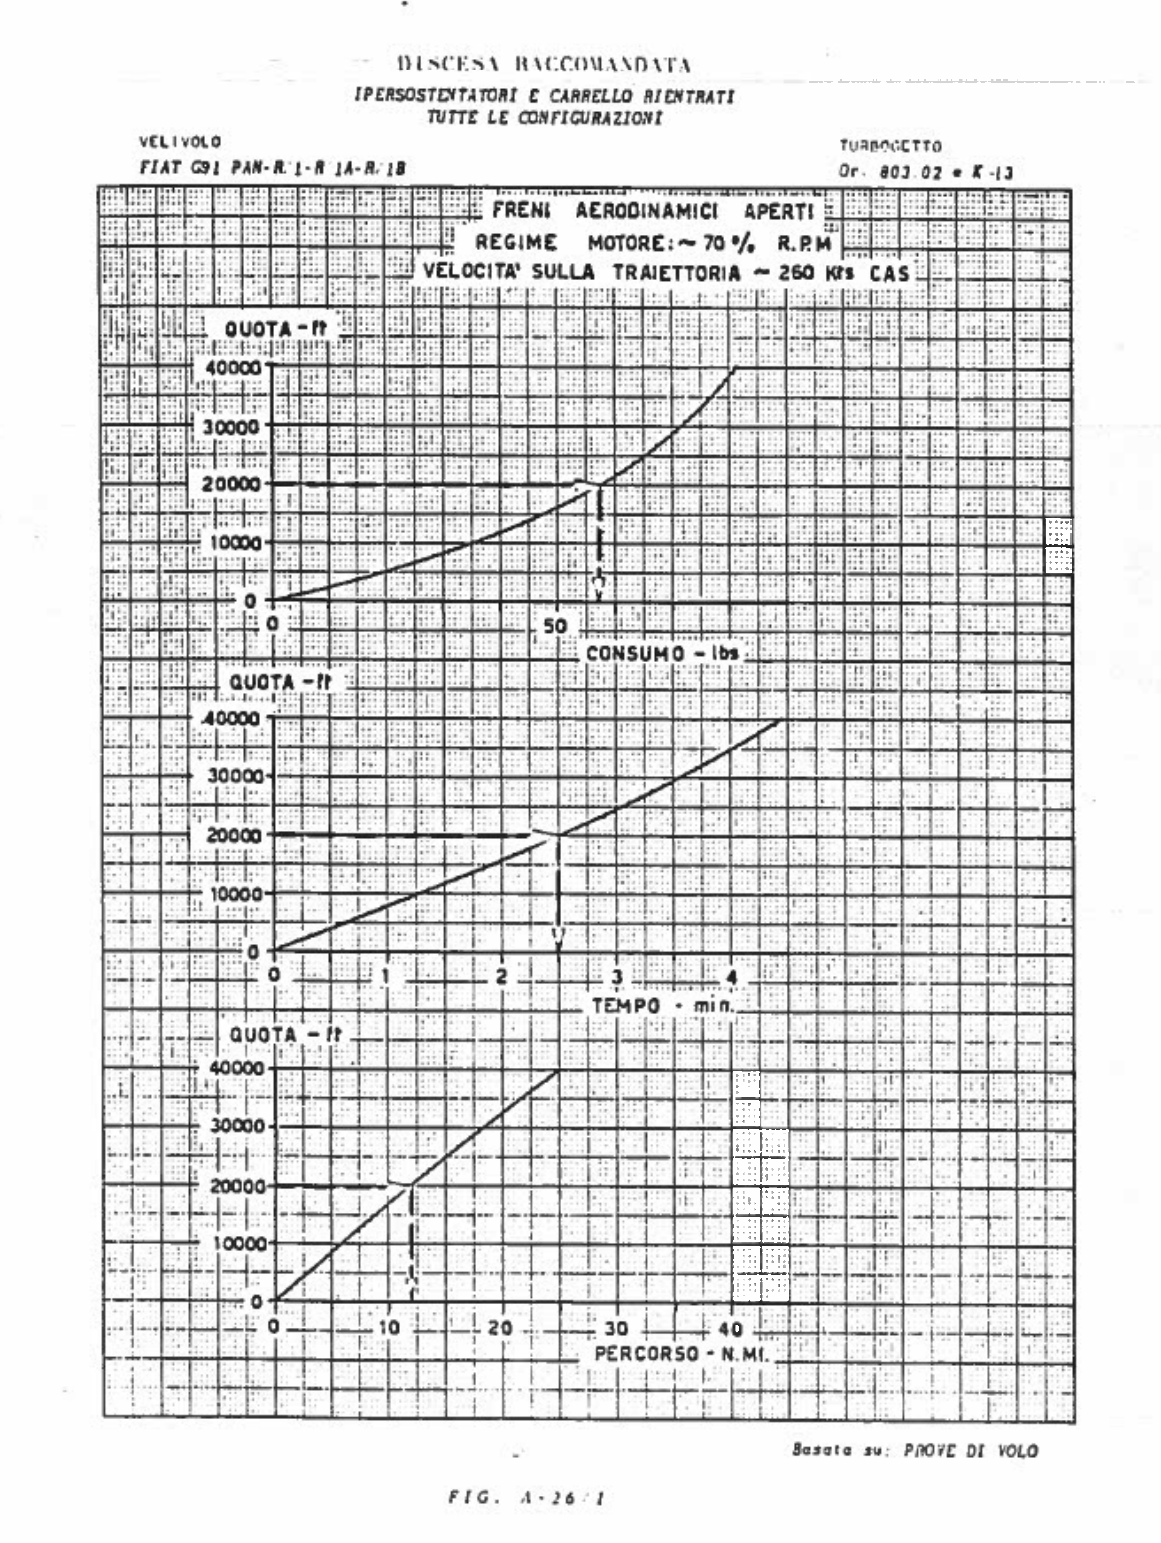 DISCESA RACCOMANDATA
IPERSOSTENTATORI E CARRELLO RIENTRATI
TUTTE LE CONFIGURAZIONI
VELIVOLO
FIAT G91 PAN-R/1-R/1A-R/1B
TURBOGETTO
Or. 803.02 e K-13
FRENI AERODINAMICI APERTI
REGIME MOTORE: ~ 70 % R.P.M
VELOCITA' SULLA TRAIETTORIA ~ 260 Kts CAS
QUOTA - ft
40000
30000
20000
10000
0
0 50
CONSUMO - lbs
QUOTA - ft
40000
30000
20000
10000
0
0 1 2 3 4
TEMPO - min.
QUOTA - ft
40000
30000
20000
10000
0
0 10 20 30 40
PERCORSO - N.MI.
Basata su: PROVE DI VOLO
FIG. A-26/1